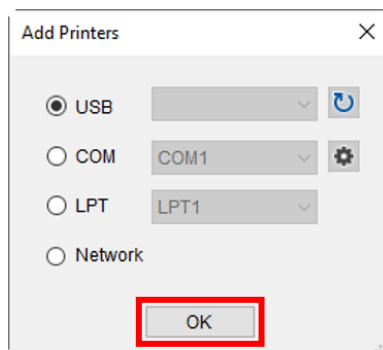 Add Printers
USB
COM COM1
LPT LPT1
Network
OK